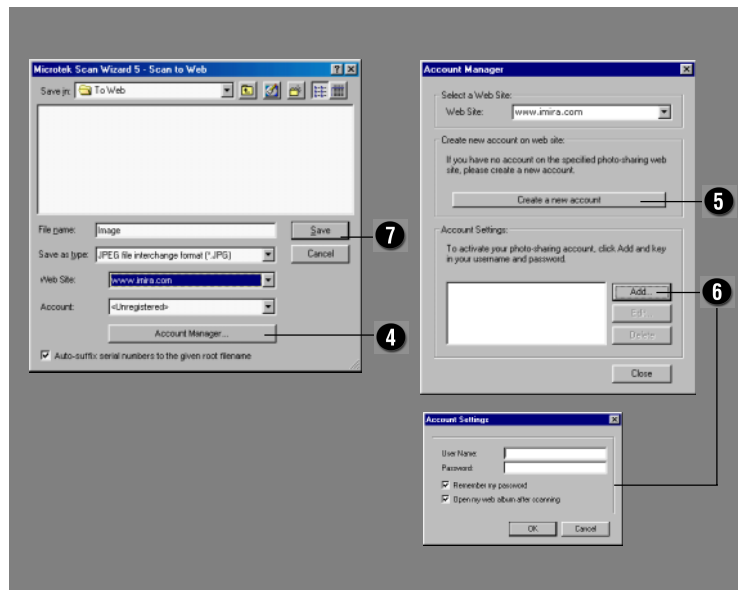 Microtek Scan Wizard 5 - Scan to Web
Save in: To Web
File name: Image
Save
Save as type: JPEG file interchange format (*.JPG)
Cancel
Web Site: www.imira.com
Account: <Unregistered>
Account Manager...
Auto-suffix serial numbers to the given root filename
7
4
Account Manager
Select a Web Site:
Web Site: www.imira.com
Create new account on web site:
If you have no account on the specified photo-sharing web
site, please create a new account.
Create a new account
5
Account Settings:
To activate your photo-sharing account, click Add and key
in your username and password.
Add...
6
Edit...
Delete
Close
Account Settings
User Name:
Password:
Remember my password
Open my web album after scanning
OK
Cancel